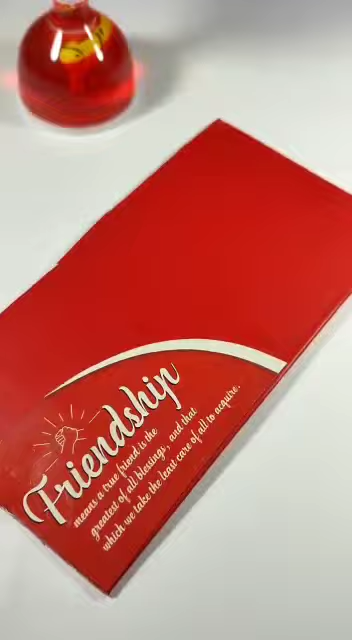 Friendship
means a true friend is the
greatest of all blessings, and that
which we take the least care of all to acquire.